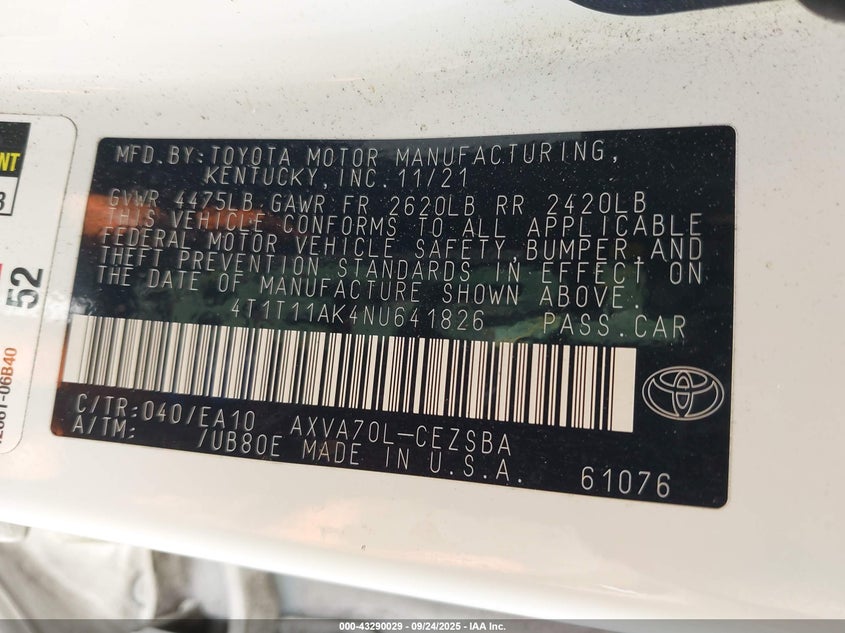 MFD. BY: TOYOTA MOTOR MANUFACTURING,
KENTUCKY, INC. 11/21
GVWR 4475LB GAWR FR 2620LB RR 2420LB
THIS VEHICLE CONFORMS TO ALL APPLICABLE
FEDERAL MOTOR VEHICLE SAFETY, BUMPER, AND
THEFT PREVENTION STANDARDS IN EFFECT ON
THE DATE OF MANUFACTURE SHOWN ABOVE.
4T1T11AK4NU641826 PASS. CAR
C/TR: 040/EA10 AXVA70L-CEZSBA
A/TM: /UB80E MADE IN U.S.A.
61076
52
000-43290029 - 09/24/2025 - IAA Inc.